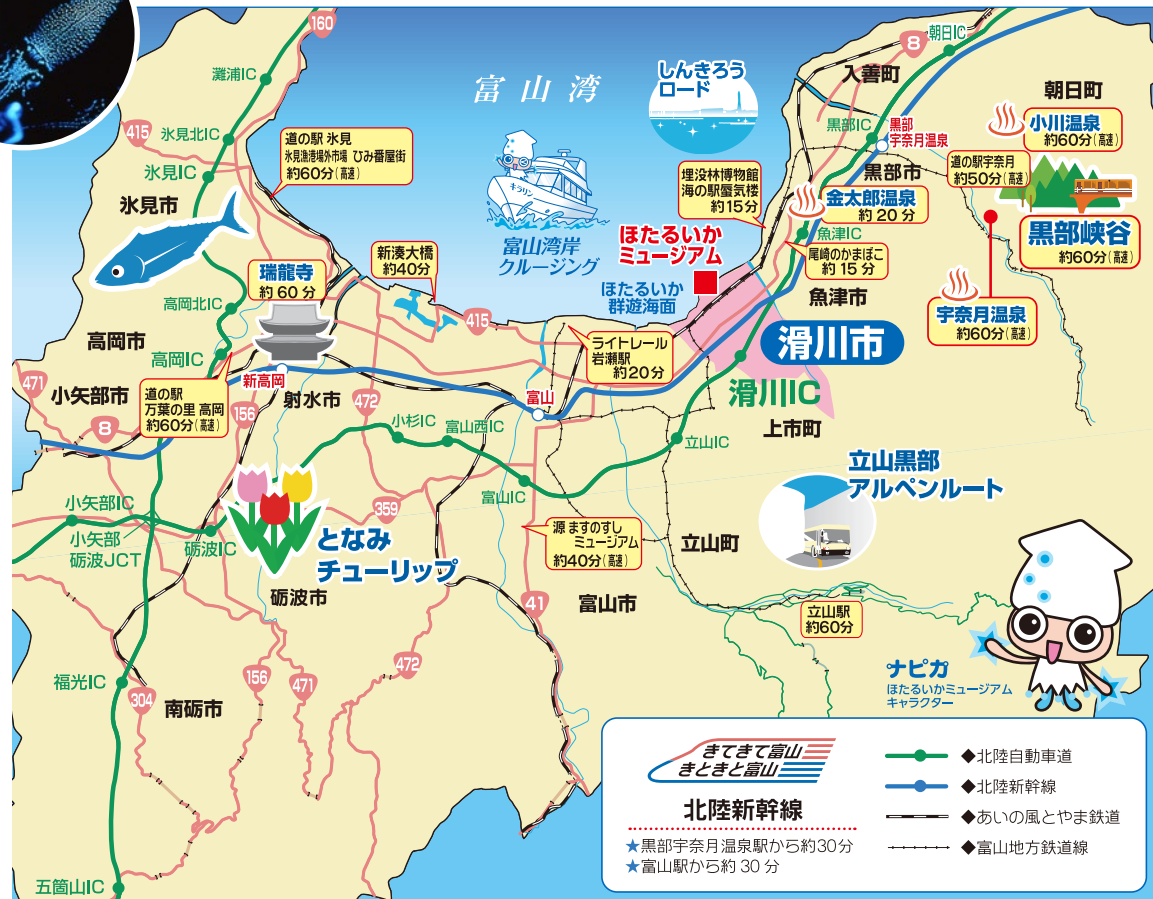 160
朝日IC
8
灘浦IC
富山湾
しんきろう
ロード
入善町
朝日町
415
氷見北IC
道の駅 氷見
氷見漁港場外市場 ひみ番屋街
約60分(高速)
黒部IC
黒部
宇奈月温泉
小川温泉
約60分(高速)
氷見IC
氷見市
キラリン
富山湾岸
クルージング
埋没林博物館
海の駅蜃気楼
約15分
黒部市
道の駅宇奈月
約50分(高速)
金太郎温泉
約20分
黒部峡谷
約60分(高速)
ほたるいか
ミュージアム
魚津IC
尾崎のかまぼこ
約15分
新湊大橋
約40分
瑞龍寺
約60分
ほたるいか
群遊海面
魚津市
宇奈月温泉
約60分(高速)
高岡北IC
高岡市
415
滑川市
高岡IC
ライトレール
岩瀬駅
約20分
471
小矢部市
新高岡
道の駅
万葉の里 高岡
約60分(高速)
156
射水市
472
富山
滑川IC
8
小杉IC
富山西IC
上市町
立山IC
立山黒部
アルペンルート
小矢部IC
富山IC
359
小矢部
砺波JCT
砺波IC
となみ
チューリップ
源 ますのすし
ミュージアム
約40分(高速)
立山町
砺波市
41
富山市
立山駅
約60分
472
福光IC
156
471
304
南砺市
ナピカ
ほたるいかミュージアム
キャラクター
きてきて富山
きときと富山
北陸新幹線
★黒部宇奈月温泉駅から約30分
★富山駅から約30分
◆北陸自動車道
◆北陸新幹線
◆あいの風とやま鉄道
◆富山地方鉄道線
五箇山IC